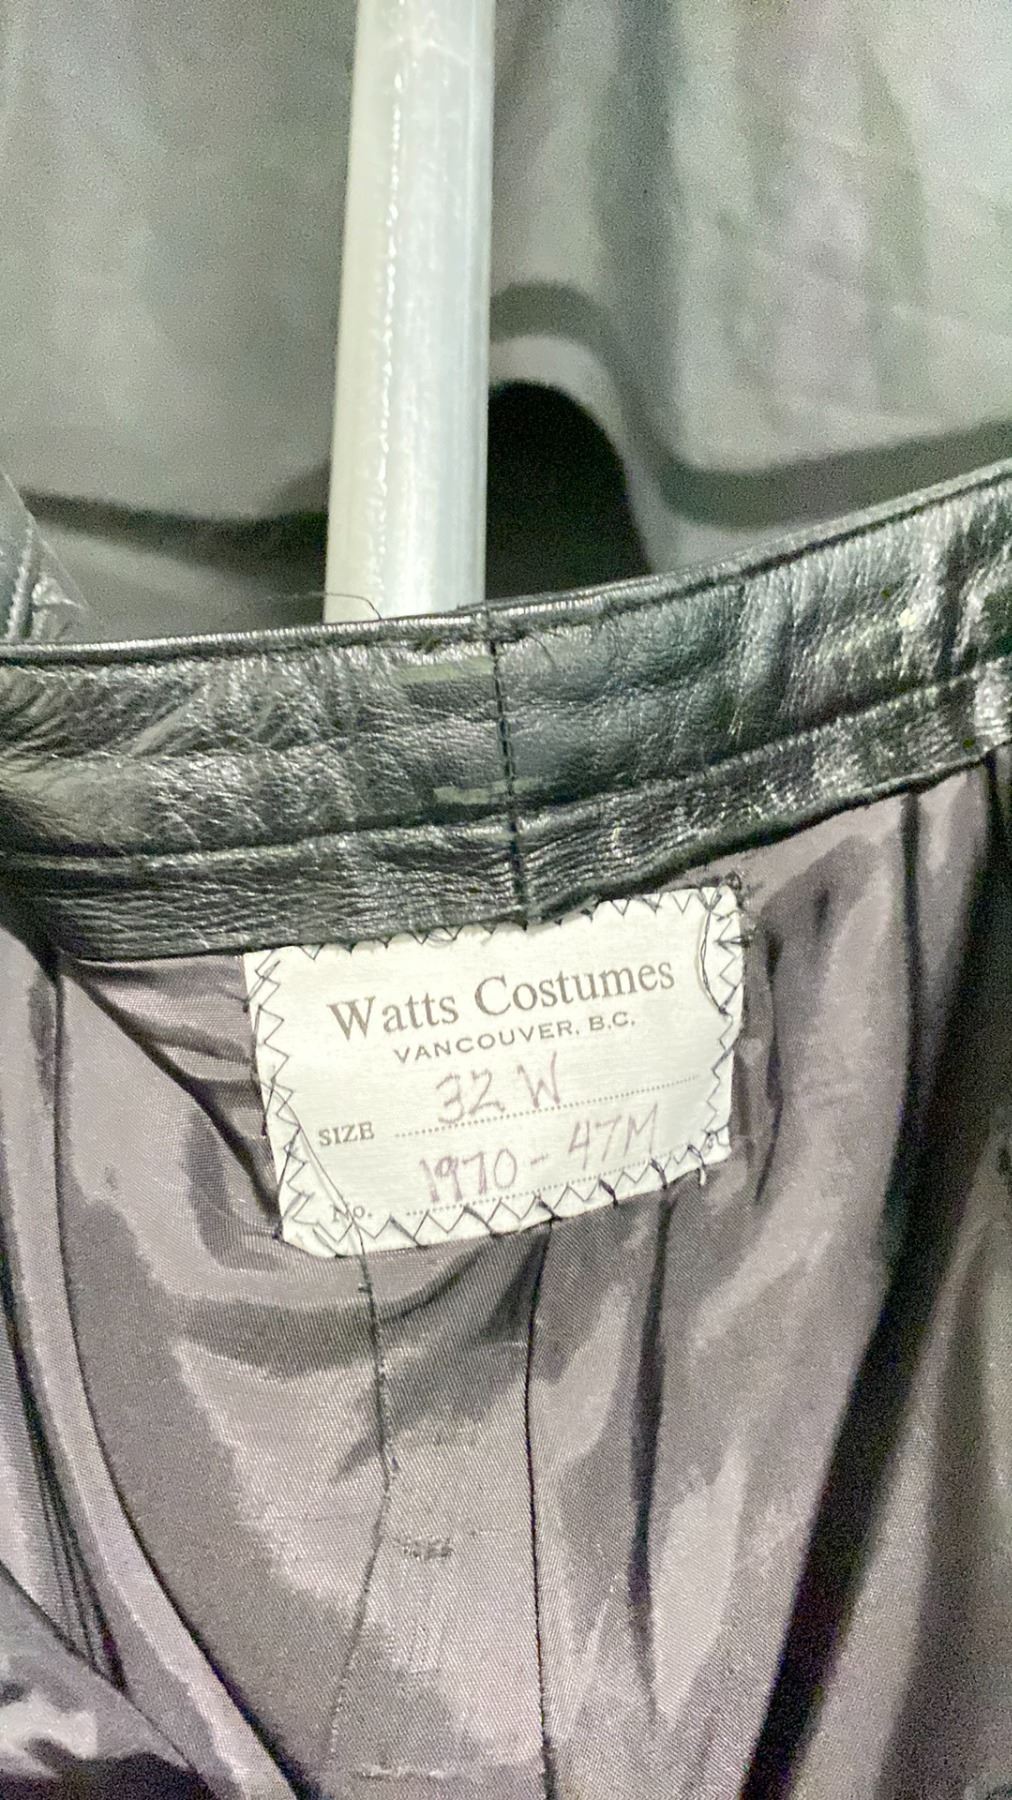 Watts Costumes
VANCOUVER, B.C.
SIZE 32 W
No. 1970-47M